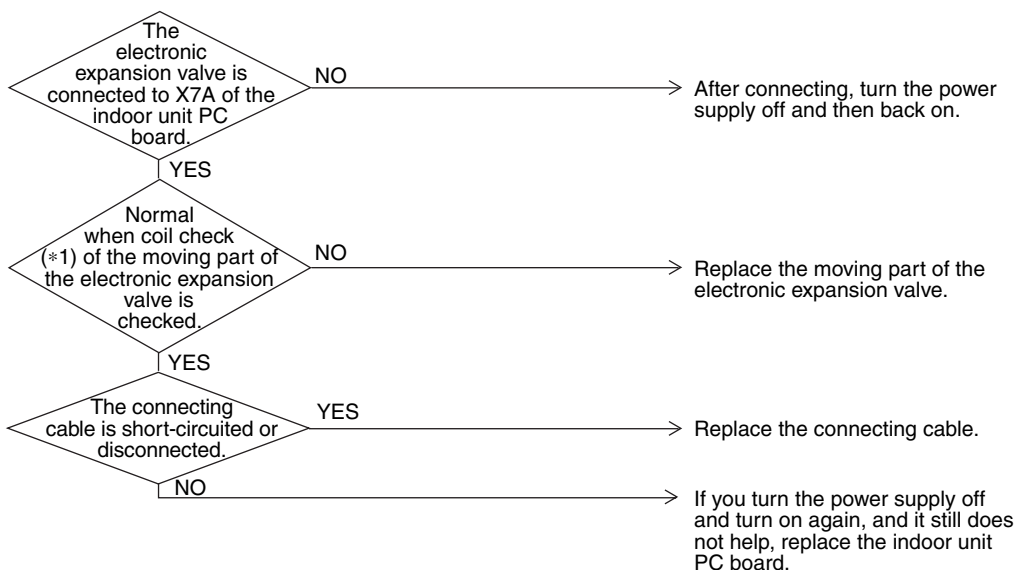 The
electronic
expansion valve is
connected to X7A of the
indoor unit PC
board.
NO
After connecting, turn the power
supply off and then back on.
YES
Normal
when coil check
(*1) of the moving part of
the electronic expansion
valve is
checked.
NO
Replace the moving part of the
electronic expansion valve.
YES
The connecting
cable is short-circuited or
disconnected.
YES
Replace the connecting cable.
NO
If you turn the power supply off
and turn on again, and it still does
not help, replace the indoor unit
PC board.